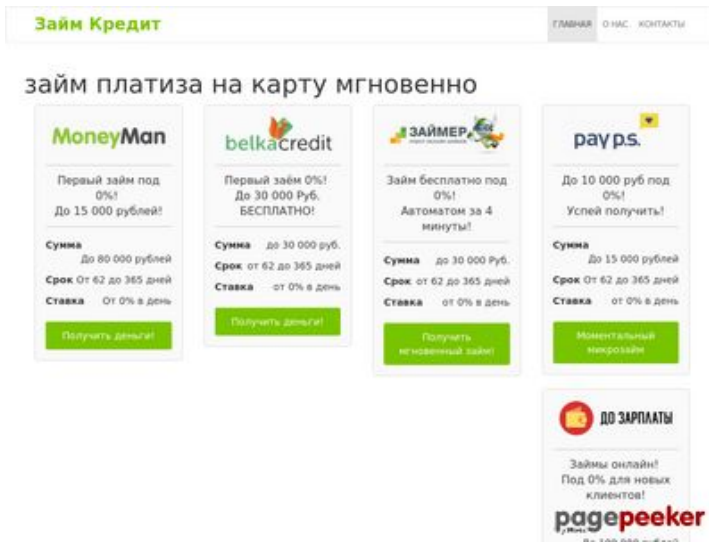 Займ Кредит
ГЛАВНАЯ О НАС КОНТАКТЫ
займ платиза на карту мгновенно
MoneyMan
Первый займ под
0%!
До 15 000 рублей!
Сумма
До 80 000 рублей
Срок От 62 до 365 дней
Ставка От 0% в день
Получить деньги!
belkacredit
Первый заём 0%!
До 30 000 Руб.
БЕСПЛАТНО!
Сумма до 30 000 руб.
Срок от 62 до 365 дней
Ставка от 0% в день
Получить деньги!
ЗАЙМЕР
Займ бесплатно под
0%!
Автоматом за 4
минуты!
Сумма до 30 000 Руб.
Срок от 62 до 365 дней
Ставка от 0% в день
Получить
мгновенный займ!
pay p.s.
До 10 000 руб под
0%!
Успей получить!
Сумма
До 15 000 рублей
Срок От 62 до 365 дней
Ставка от 0% в день
Моментальный
микрозайм
ДО ЗАРПЛАТЫ
Займы онлайн!
Под 0% для новых
клиентов!
pagepeeker
До 100 000 рублей